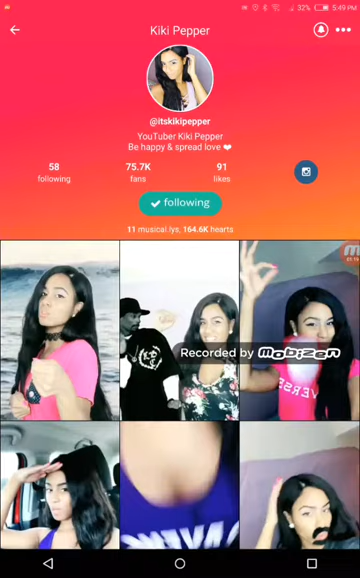 32% 5:49 PM
Kiki Pepper
@itskikipepper
YouTuber Kiki Pepper
Be happy & spread love ❤
58 75.7K 91
following fans likes
following
11 musical.lys, 164.6K hearts
Recorded by MOBIZEN